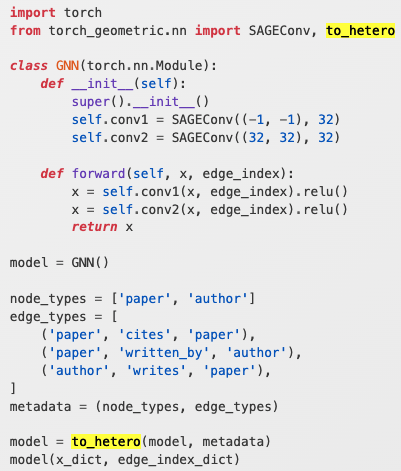 import torch
from torch_geometric.nn import SAGEConv, to_hetero
class GNN(torch.nn.Module):
    def __init__(self):
        super().__init__()
        self.conv1 = SAGEConv((-1, -1), 32)
        self.conv2 = SAGEConv((32, 32), 32)
    def forward(self, x, edge_index):
        x = self.conv1(x, edge_index).relu()
        x = self.conv2(x, edge_index).relu()
        return x
model = GNN()
node_types = ['paper', 'author']
edge_types = [
    ('paper', 'cites', 'paper'),
    ('paper', 'written_by', 'author'),
    ('author', 'writes', 'paper'),
]
metadata = (node_types, edge_types)
model = to_hetero(model, metadata)
model(x_dict, edge_index_dict)